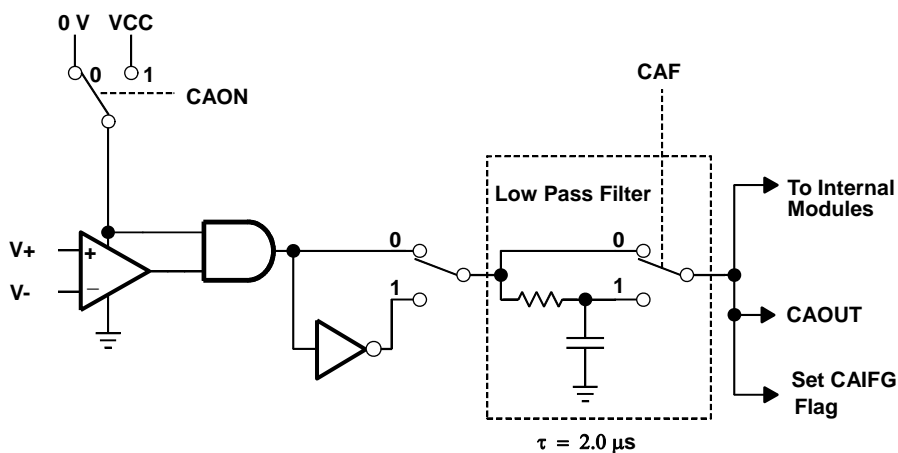 0 V VCC
0 1
CAON
CAF
Low Pass Filter
V+
V-
+
–
0
1
0
1
To Internal
Modules
CAOUT
Set CAIFG
Flag
τ = 2.0 μs